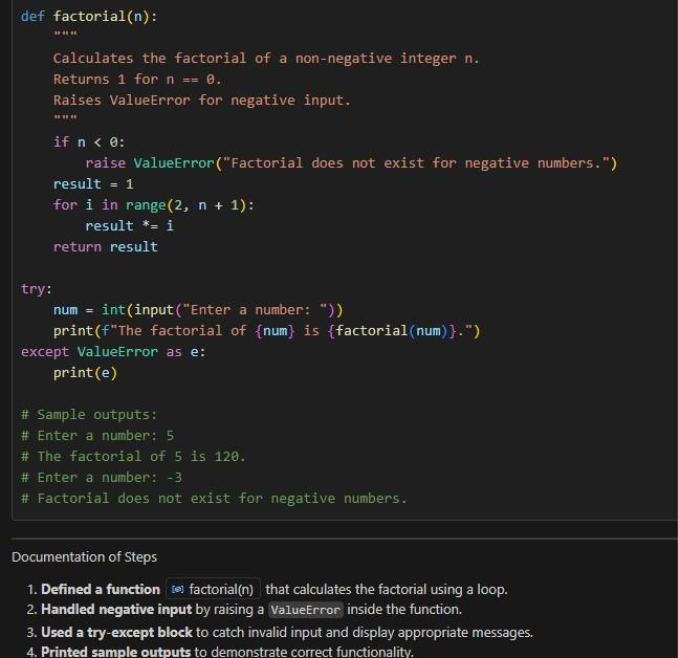 def factorial(n):
    """
    Calculates the factorial of a non-negative integer n.
    Returns 1 for n == 0.
    Raises ValueError for negative input.
    """
    if n < 0:
        raise ValueError("Factorial does not exist for negative numbers.")
    result = 1
    for i in range(2, n + 1):
        result *= i
    return result

try:
    num = int(input("Enter a number: "))
    print(f"The factorial of {num} is {factorial(num)}.")
except ValueError as e:
    print(e)

# Sample outputs:
# Enter a number: 5
# The factorial of 5 is 120.
# Enter a number: -3
# Factorial does not exist for negative numbers.

Documentation of Steps
1. Defined a function factorial(n) that calculates the factorial using a loop.
2. Handled negative input by raising a ValueError inside the function.
3. Used a try-except block to catch invalid input and display appropriate messages.
4. Printed sample outputs to demonstrate correct functionality.